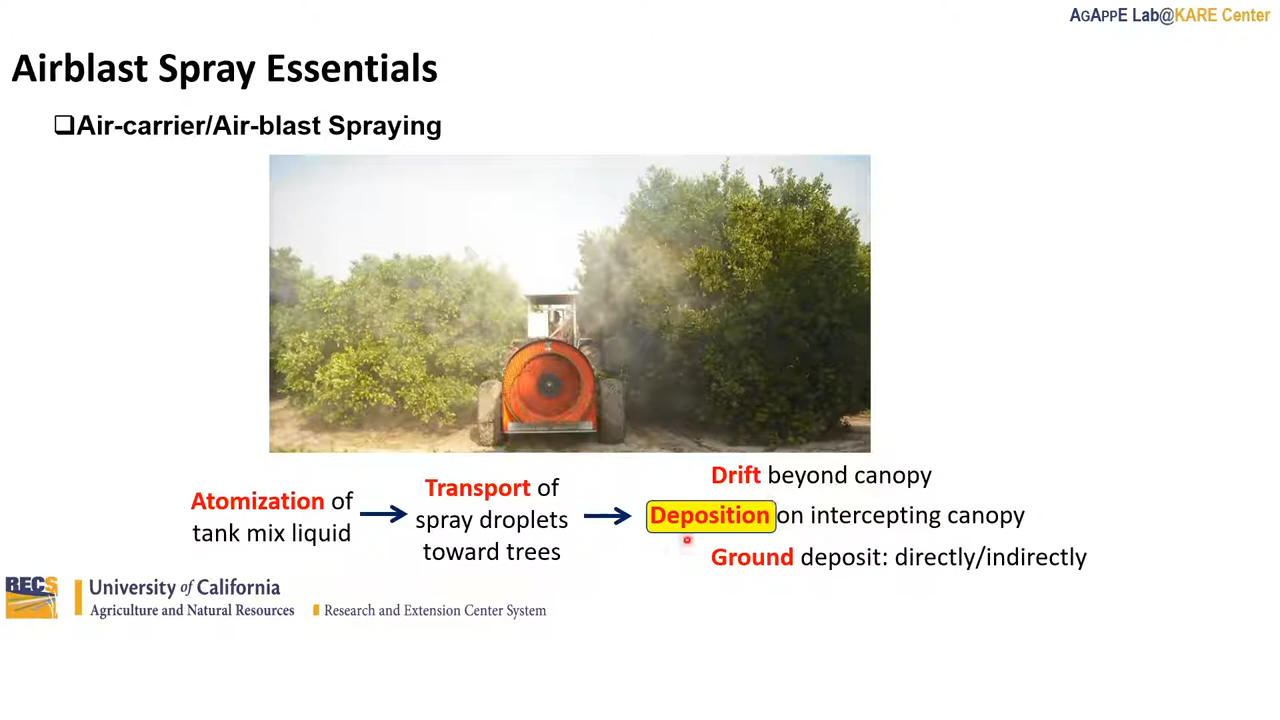 AgAppE Lab@KARE Center
Airblast Spray Essentials
❑Air-carrier/Air-blast Spraying
Atomization of
tank mix liquid
Transport of
spray droplets
toward trees
Drift beyond canopy
Deposition on intercepting canopy
Ground deposit: directly/indirectly
RECS
University of California
Agriculture and Natural Resources
Research and Extension Center System